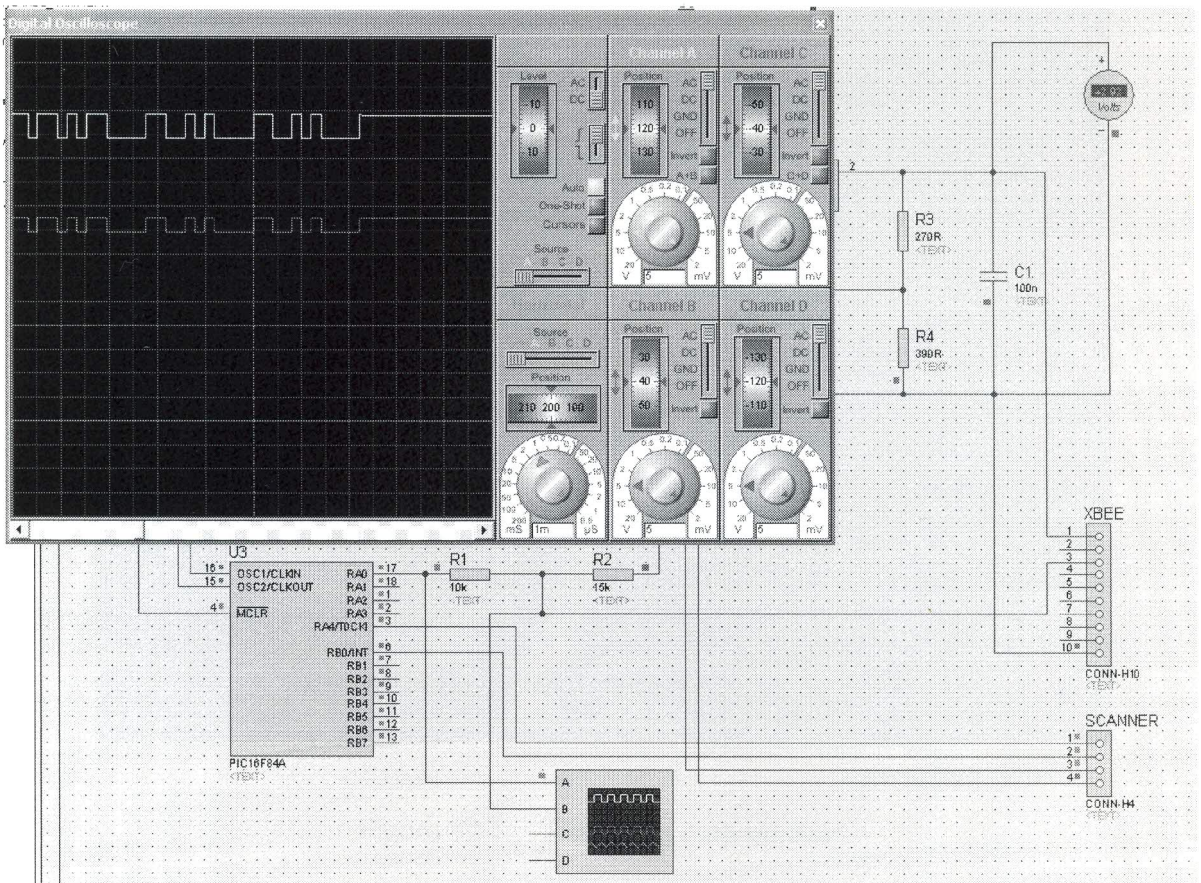 Digital Oscilloscope
Level
AC
DC
-10
0
10
Auto
One-Shot
Cursors
Source
A B C D
Channel A
Position
110
120
130
AC
DC
GND
OFF
Invert
A+B
V 5 mV
Channel C
Position
-50
-40
-30
AC
DC
GND
OFF
Invert
C+D
V 5 mV
Horizontal
Source
A B C D
Position
210 200 190
mS 1m µS
Channel B
Position
30
40
50
AC
DC
GND
OFF
Invert
V 5 mV
Channel D
Position
-130
-120
-110
AC
DC
GND
OFF
Invert
V 5 mV
Volts
2
R3
270R
<TEXT>
C1
100n
<TEXT>
R4
390R
<TEXT>
XBEE
1
2
3
4
5
6
7
8
9
10
CONN-H10
<TEXT>
U3
16 OSC1/CLKIN
15 OSC2/CLKOUT
4 MCLR
RA0 17
RA1 18
RA2 1
RA3 2
RA4/T0CKI 3
RB0/INT 6
RB1 7
RB2 8
RB3 9
RB4 10
RB5 11
RB6 12
RB7 13
PIC16F84A
<TEXT>
R1
10k
<TEXT>
R2
15k
<TEXT>
SCANNER
1
2
3
4
CONN-H4
<TEXT>
A
B
C
D